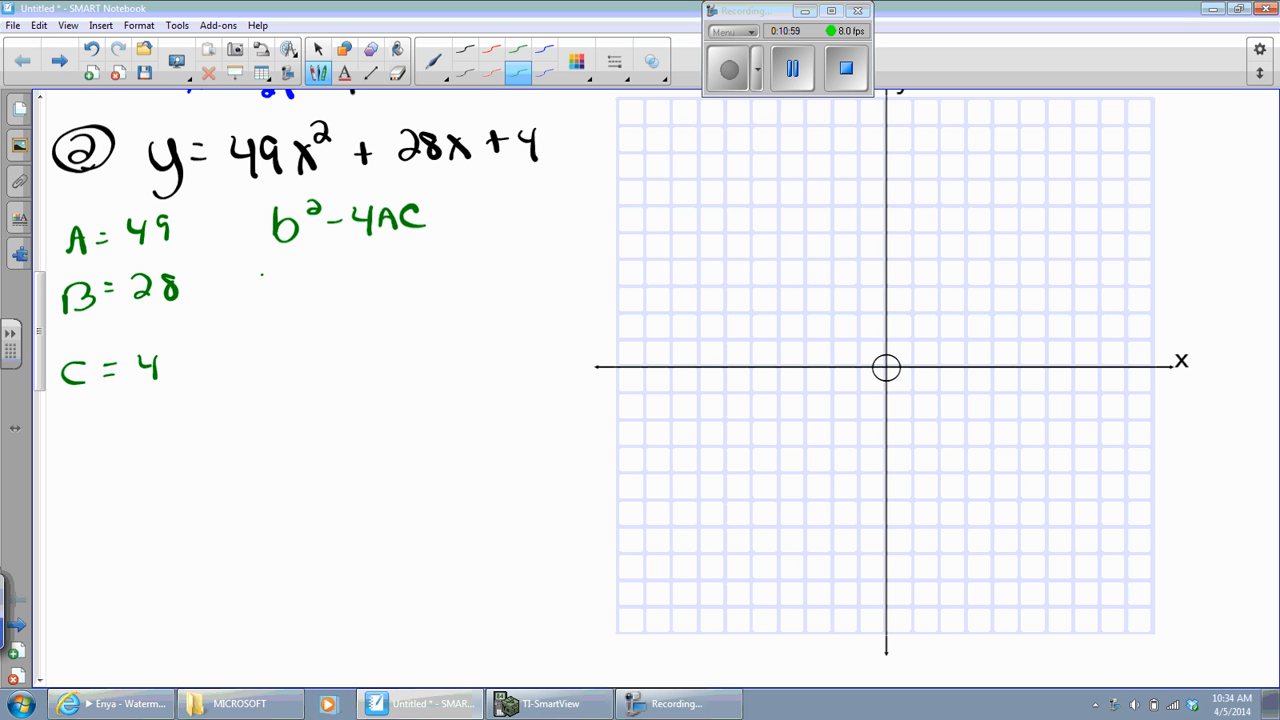 Untitled * - SMART Notebook
File Edit View Insert Format Tools Draw Add-ons Help
Recording...
Menu 0:10:59 8.0 fps
② y = 49x² + 28x + 4
A = 49 b² - 4AC
B = 28
C = 4
x
Enya - Waterm... MICROSOFT Untitled * - SMAR... TI-SmartView Recording...
10:34 AM
4/5/2014